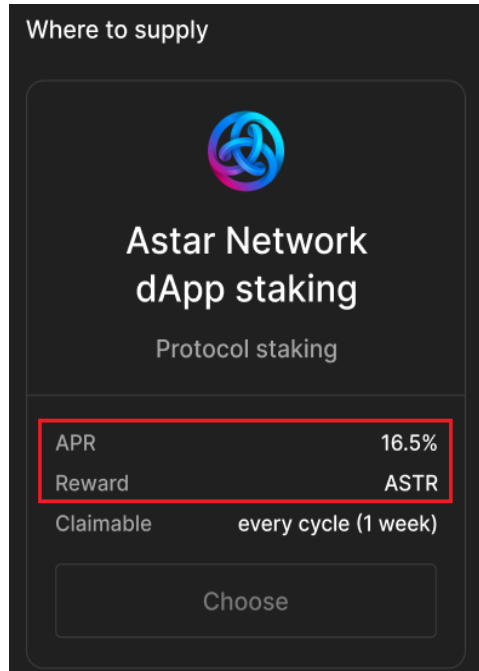 Where to supply
Astar Network
dApp staking
Protocol staking
APR 16.5%
Reward ASTR
Claimable every cycle (1 week)
Choose